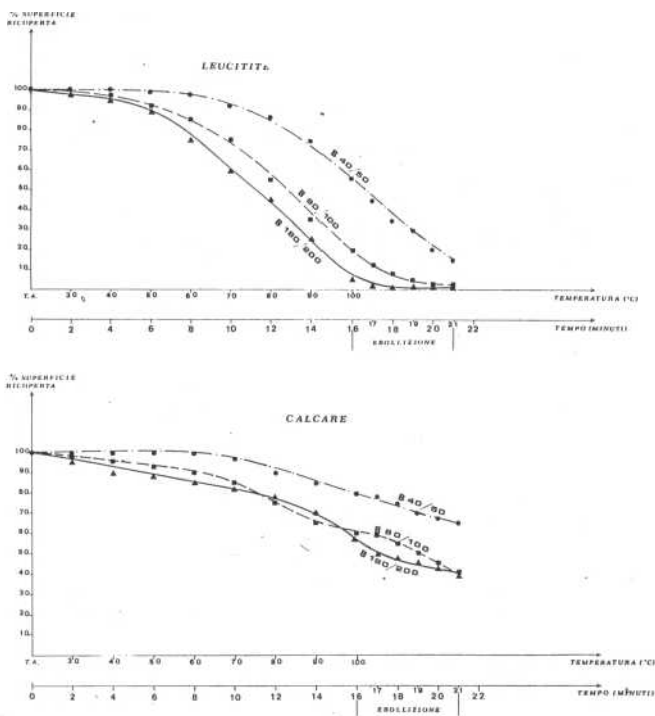 % SUPERFICIE
RICOPERTA
LEUCITITE
100
90
80
70
60
50
40
30
20
10
B 40/50
B 80/100
B 180/200
T.A. 30 40 50 60 70 80 90 100 TEMPERATURA (°C)
0 2 4 6 8 10 12 14 16 17 18 19 20 21 22 TEMPO (MINUTI)
EBOLLIZIONE
% SUPERFICIE
RICOPERTA
CALCARE
100
90
80
70
60
50
40
30
20
10
B 40/50
B 80/100
B 180/200
T.A. 30 40 50 60 70 80 90 100 TEMPERATURA (°C)
0 2 4 6 8 10 12 14 16 17 18 19 20 21 22 TEMPO (MINUTI)
EBOLLIZIONE